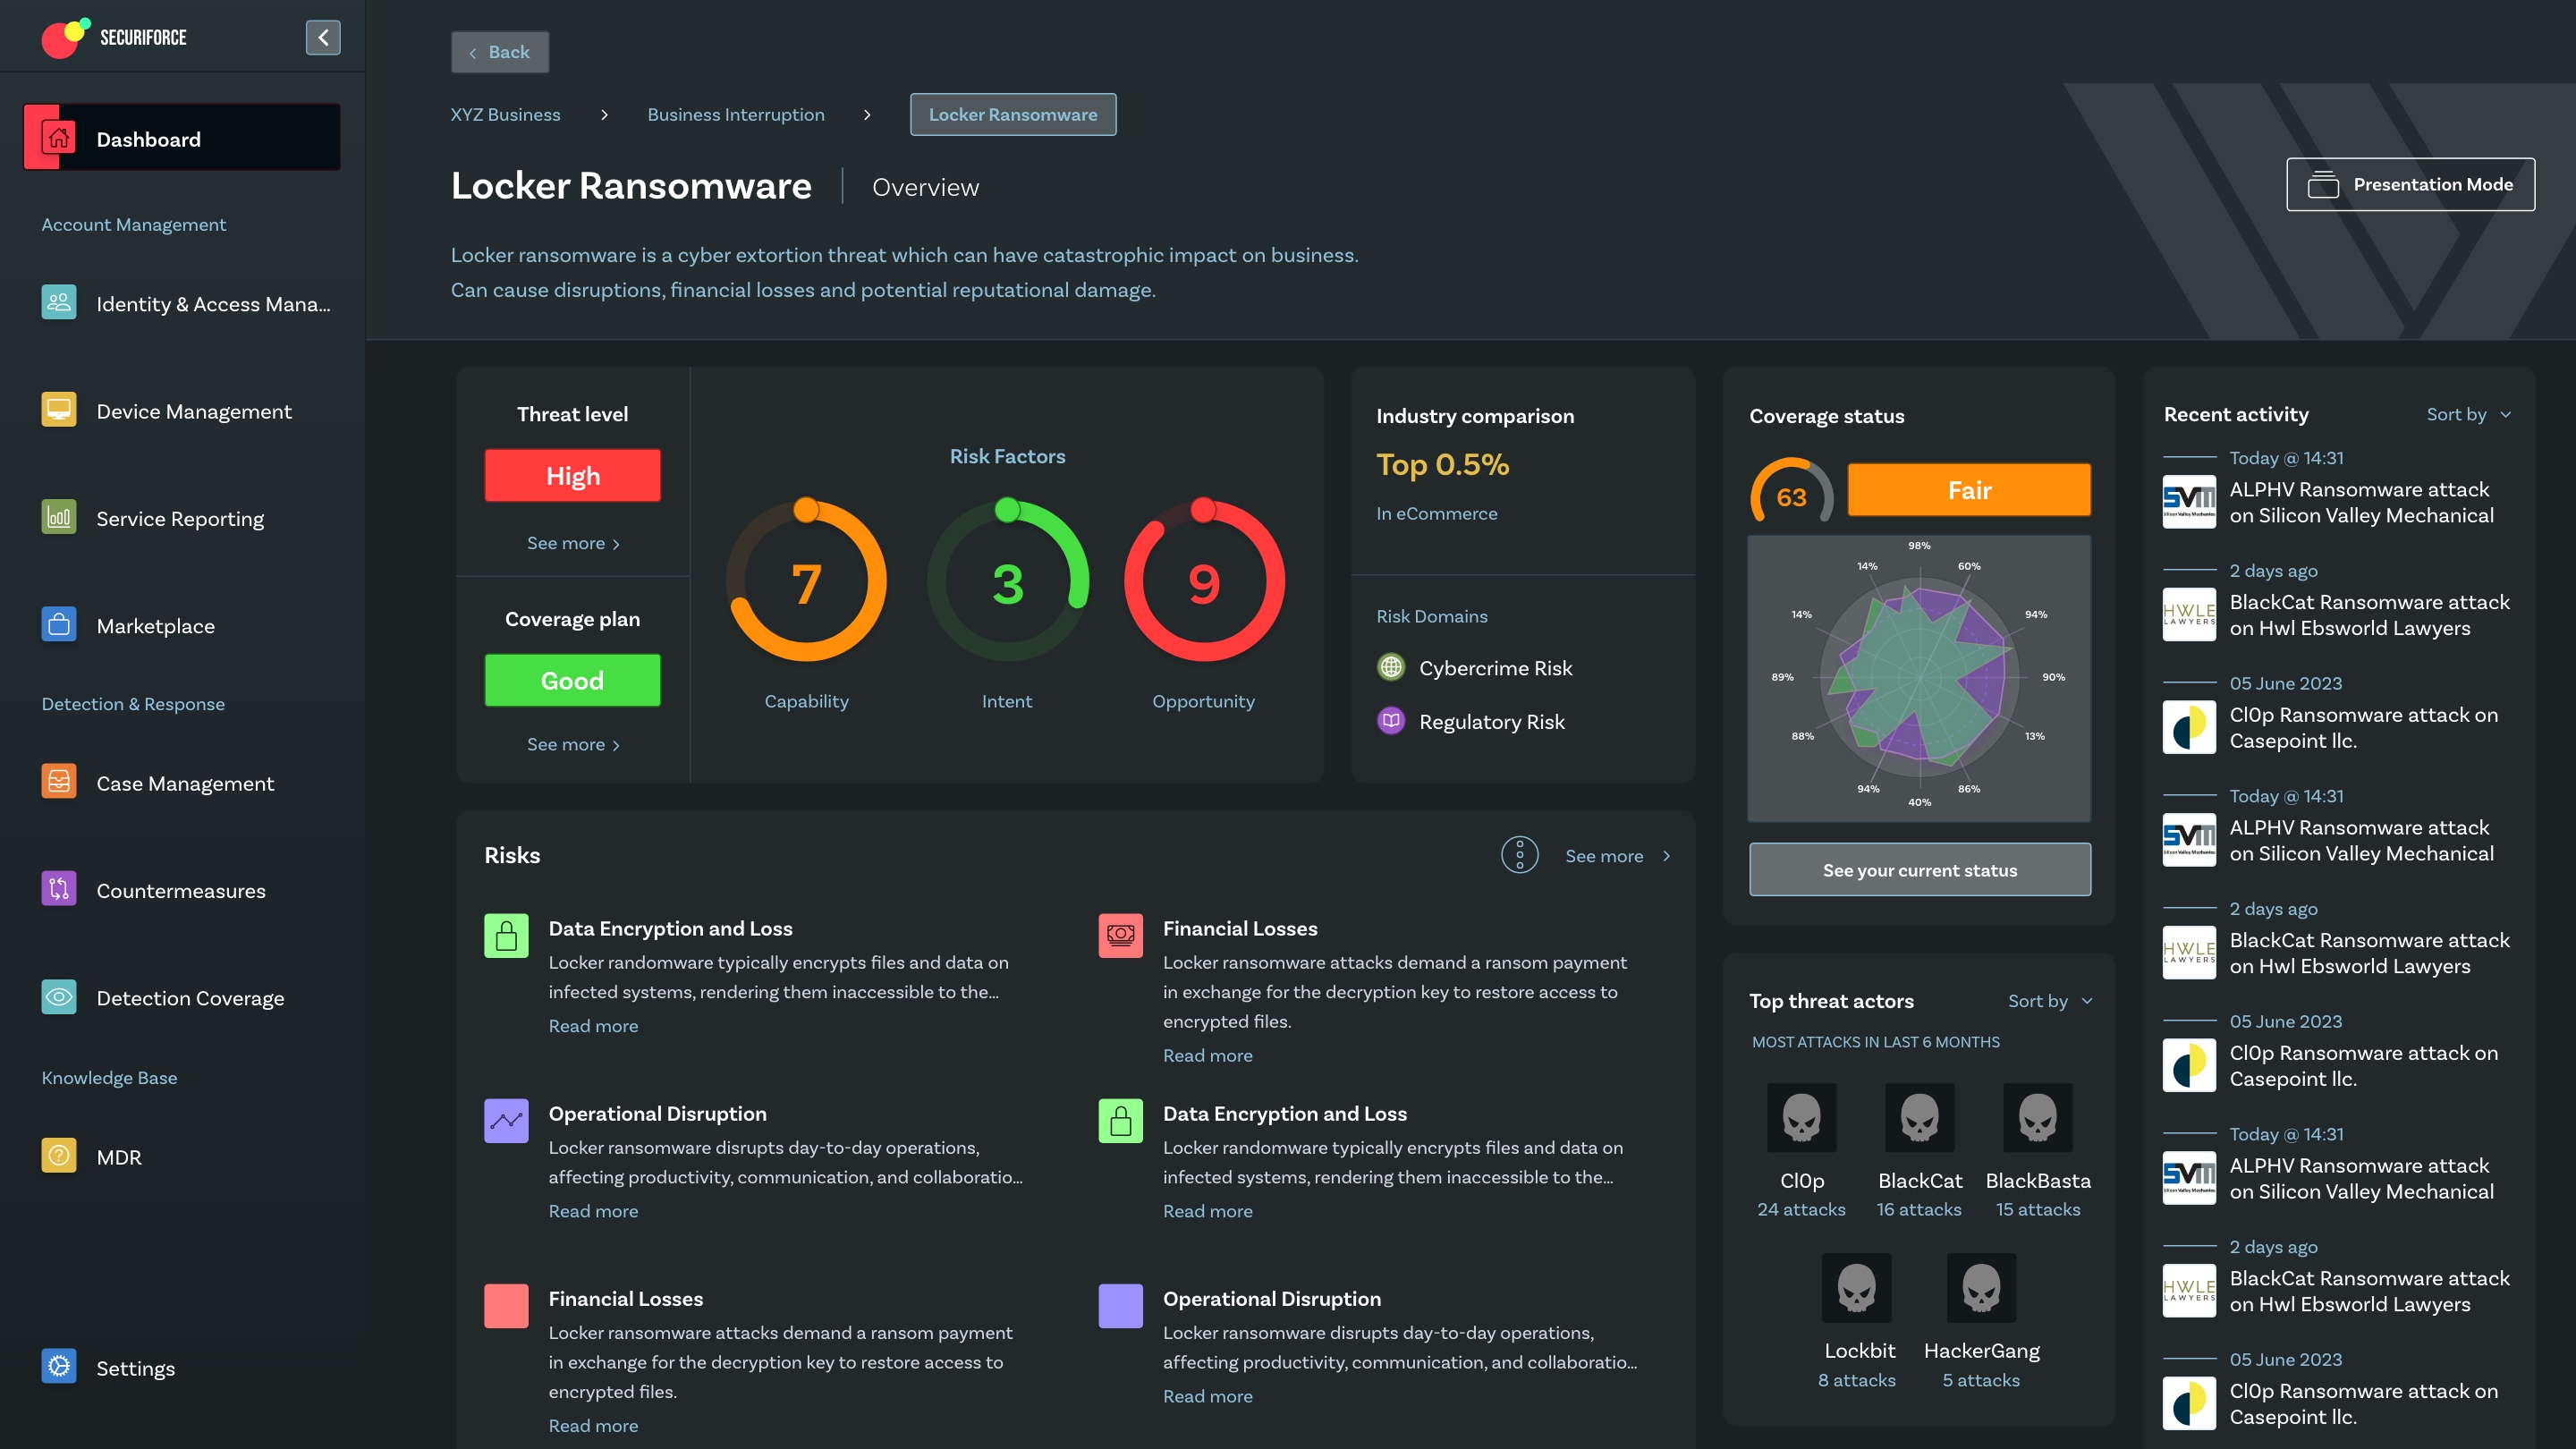 SECURIFORCE
Dashboard
Account Management
Identity & Access Mana...
Device Management
Service Reporting
Marketplace
Detection & Response
Case Management
Countermeasures
Detection Coverage
Knowledge Base
MDR
Settings
Back
XYZ Business
Business Interruption
Locker Ransomware
Locker Ransomware
Overview
Presentation Mode
Locker ransomware is a cyber extortion threat which can have catastrophic impact on business.
Can cause disruptions, financial losses and potential reputational damage.
Threat level
High
See more
Coverage plan
Good
See more
Risk Factors
7
3
9
Capability
Intent
Opportunity
Industry comparison
Top 0.5%
In eCommerce
Risk Domains
Cybercrime Risk
Regulatory Risk
Risks
See more
Data Encryption and Loss
Locker randomware typically encrypts files and data on
infected systems, rendering them inaccessible to the...
Read more
Financial Losses
Locker ransomware attacks demand a ransom payment
in exchange for the decryption key to restore access to
encrypted files.
Read more
Operational Disruption
Locker ransomware disrupts day-to-day operations,
affecting productivity, communication, and collaboratio...
Read more
Data Encryption and Loss
Locker randomware typically encrypts files and data on
infected systems, rendering them inaccessible to the...
Read more
Financial Losses
Locker ransomware attacks demand a ransom payment
in exchange for the decryption key to restore access to
encrypted files.
Read more
Operational Disruption
Locker ransomware disrupts day-to-day operations,
affecting productivity, communication, and collaboratio...
Read more
Coverage status
63
Fair
98%
60%
94%
90%
13%
86%
40%
94%
88%
89%
14%
14%
See your current status
Top threat actors
Sort by
MOST ATTACKS IN LAST 6 MONTHS
Cl0p
24 attacks
BlackCat
16 attacks
BlackBasta
15 attacks
Lockbit
8 attacks
HackerGang
5 attacks
Recent activity
Sort by
Today @ 14:31
SVM
Silicon Valley Mechanical
ALPHV Ransomware attack
on Silicon Valley Mechanical
2 days ago
HWLE
LAWYERS
BlackCat Ransomware attack
on Hwl Ebsworld Lawyers
05 June 2023
Cl0p Ransomware attack on
Casepoint llc.
Today @ 14:31
SVM
Silicon Valley Mechanical
ALPHV Ransomware attack
on Silicon Valley Mechanical
2 days ago
HWLE
LAWYERS
BlackCat Ransomware attack
on Hwl Ebsworld Lawyers
05 June 2023
Cl0p Ransomware attack on
Casepoint llc.
Today @ 14:31
SVM
Silicon Valley Mechanical
ALPHV Ransomware attack
on Silicon Valley Mechanical
2 days ago
HWLE
LAWYERS
BlackCat Ransomware attack
on Hwl Ebsworld Lawyers
05 June 2023
Cl0p Ransomware attack on
Casepoint llc.